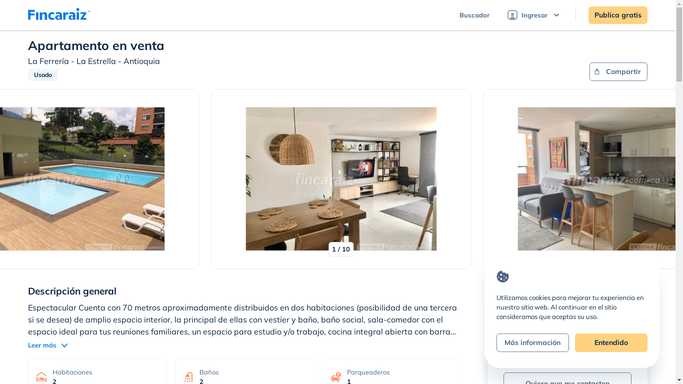 Fincaraiz
Buscador
Ingresar
Publica gratis
Apartamento en venta
La Ferrería - La Estrella - Antioquia
Usado
Compartir
fincaraiz
fincaraiz
fincaraiz.com.co
1 / 10
Descripción general
Espectacular Cuenta con 70 metros aproximadamente distribuidos en dos habitaciones (posibilidad de una tercera
si se desea) de amplio espacio interior, la principal de ellas con vestier y baño, baño social, sala-comedor con el
espacio ideal para tus reuniones familiares, un espacio para estudio y/o trabajo, cocina integral abierta con barra...
Leer más
Habitaciones
2
Baños
2
Parqueaderos
1
Utilizamos cookies para mejorar tu experiencia en
nuestro sitio web. Al continuar en el sitio
consideramos que aceptas su uso.
Más información
Entendido
Quiero que me contacten